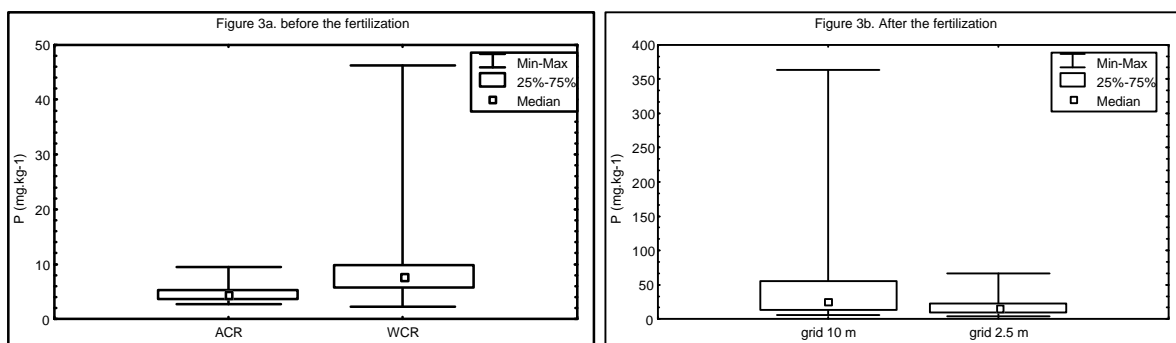 Figure 3a. before the fertilization
P (mg.kg-1)
50
40
30
20
10
0
ACR
WCR
Min-Max
25%-75%
Median
Figure 3b. After the fertilization
P (mg.kg-1)
400
350
300
250
200
150
100
50
0
grid 10 m
grid 2.5 m
Min-Max
25%-75%
Median